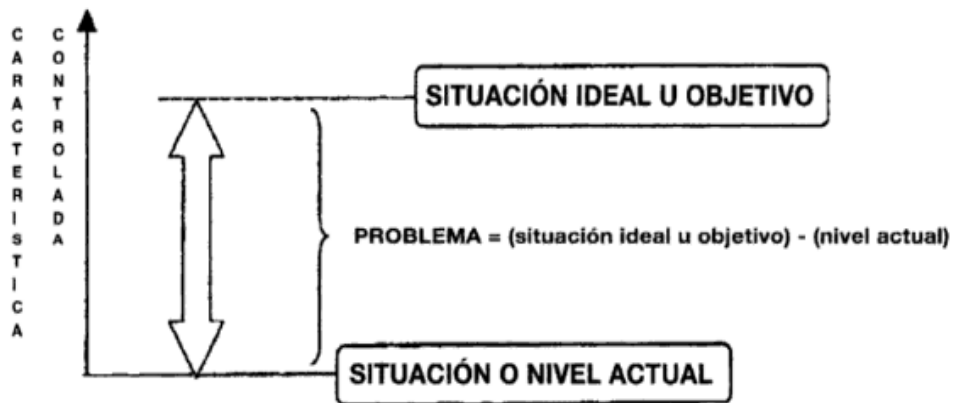 CARACTERISTICA
CONTROLADA
SITUACIÓN IDEAL U OBJETIVO
PROBLEMA = (situación ideal u objetivo) - (nivel actual)
SITUACIÓN O NIVEL ACTUAL